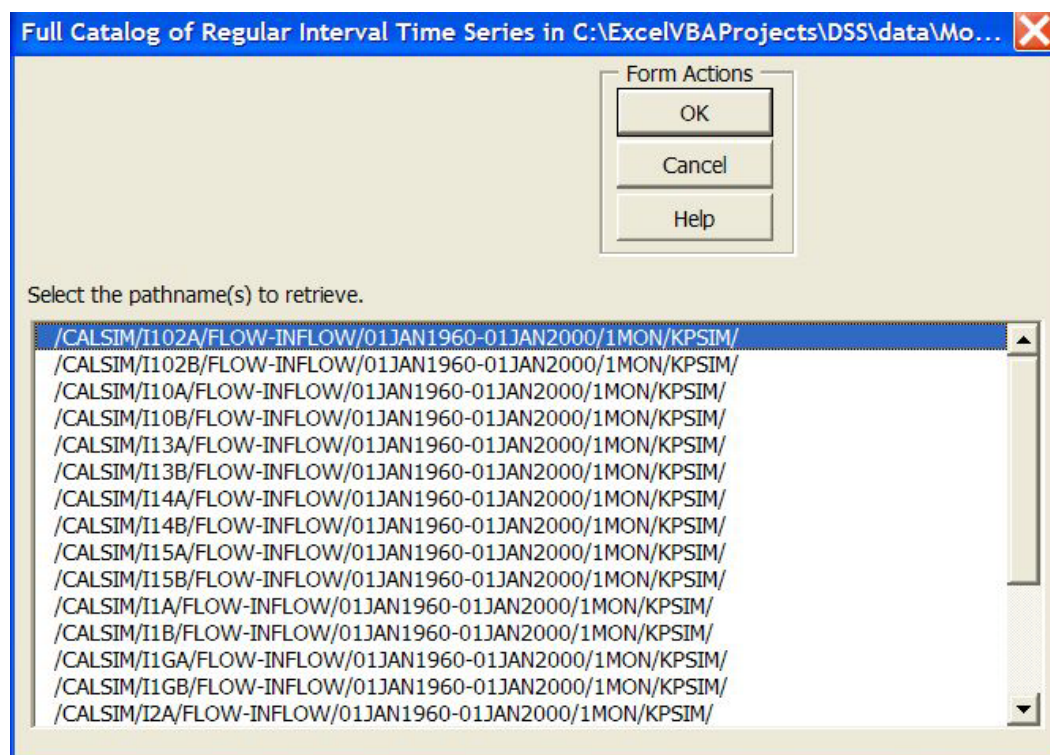 Full Catalog of Regular Interval Time Series in C:\ExcelVBAProjects\DSS\data\Mo...
Form Actions
OK
Cancel
Help
Select the pathname(s) to retrieve.
/CALSIM/I102A/FLOW-INFLOW/01JAN1960-01JAN2000/1MON/KPSIM/
/CALSIM/I102B/FLOW-INFLOW/01JAN1960-01JAN2000/1MON/KPSIM/
/CALSIM/I10A/FLOW-INFLOW/01JAN1960-01JAN2000/1MON/KPSIM/
/CALSIM/I10B/FLOW-INFLOW/01JAN1960-01JAN2000/1MON/KPSIM/
/CALSIM/I13A/FLOW-INFLOW/01JAN1960-01JAN2000/1MON/KPSIM/
/CALSIM/I13B/FLOW-INFLOW/01JAN1960-01JAN2000/1MON/KPSIM/
/CALSIM/I14A/FLOW-INFLOW/01JAN1960-01JAN2000/1MON/KPSIM/
/CALSIM/I14B/FLOW-INFLOW/01JAN1960-01JAN2000/1MON/KPSIM/
/CALSIM/I15A/FLOW-INFLOW/01JAN1960-01JAN2000/1MON/KPSIM/
/CALSIM/I15B/FLOW-INFLOW/01JAN1960-01JAN2000/1MON/KPSIM/
/CALSIM/I1A/FLOW-INFLOW/01JAN1960-01JAN2000/1MON/KPSIM/
/CALSIM/I1B/FLOW-INFLOW/01JAN1960-01JAN2000/1MON/KPSIM/
/CALSIM/I1GA/FLOW-INFLOW/01JAN1960-01JAN2000/1MON/KPSIM/
/CALSIM/I1GB/FLOW-INFLOW/01JAN1960-01JAN2000/1MON/KPSIM/
/CALSIM/I2A/FLOW-INFLOW/01JAN1960-01JAN2000/1MON/KPSIM/